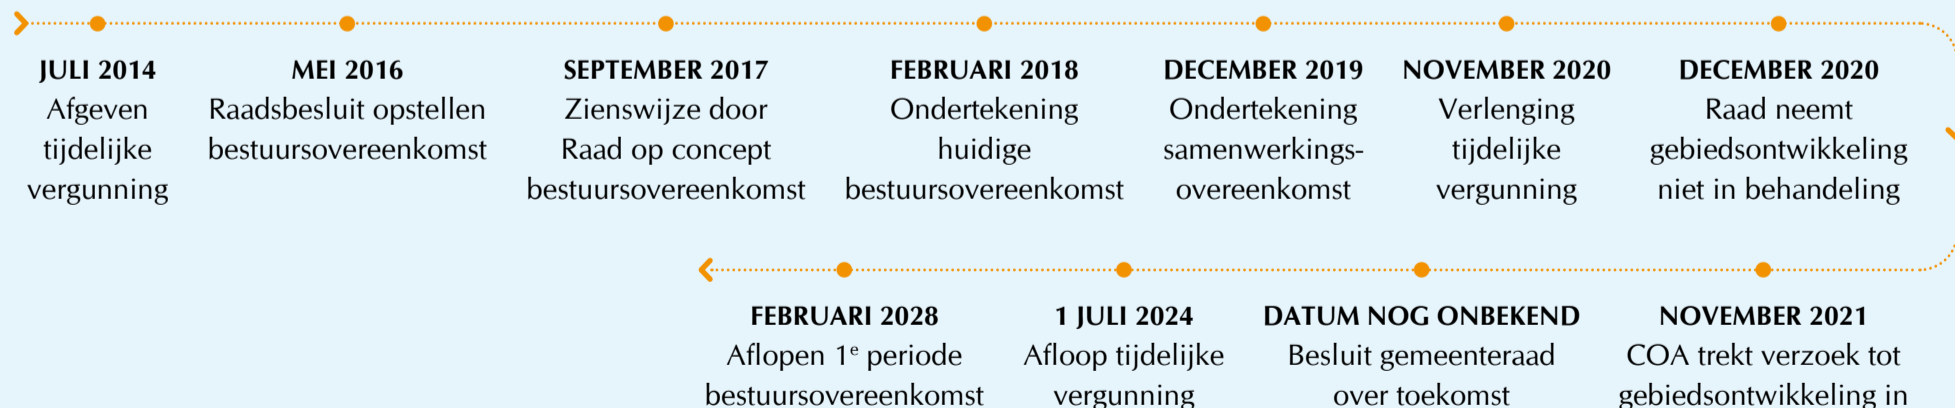 JULI 2014
Afgeven
tijdelijke
vergunning
MEI 2016
Raadsbesluit opstellen
bestuursovereenkomst
SEPTEMBER 2017
Zienswijze door
Raad op concept
bestuursovereenkomst
FEBRUARI 2018
Ondertekening
huidige
bestuursovereenkomst
DECEMBER 2019
Ondertekening
samenwerkings-
overeenkomst
NOVEMBER 2020
Verlenging
tijdelijke
vergunning
DECEMBER 2020
Raad neemt
gebiedsontwikkeling
niet in behandeling
NOVEMBER 2021
COA trekt verzoek tot
gebiedsontwikkeling in
DATUM NOG ONBEKEND
Besluit gemeenteraad
over toekomst
1 JULI 2024
Afloop tijdelijke
vergunning
FEBRUARI 2028
Aflopen 1e periode
bestuursovereenkomst